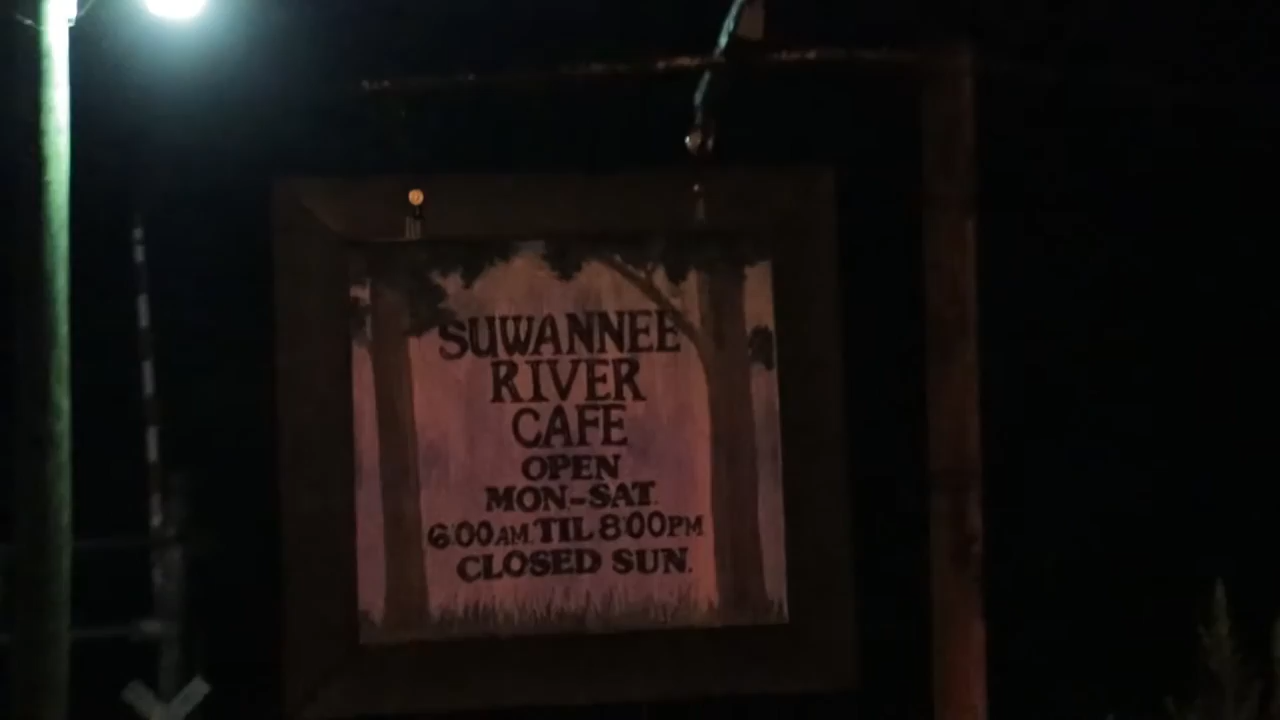 SUWANNEE
RIVER
CAFE
OPEN
MON-SAT.
6:00AM. TIL 8:00PM
CLOSED SUN.